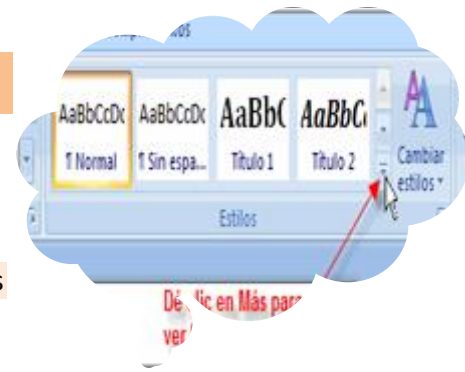 AaBbCcDc AaBbCcDc AaBb( AaBbC
¶ Normal ¶ Sin espa... Título 1 Título 2
Cambiar
estilos
Estilos
s
Dé clic en Más para
ver